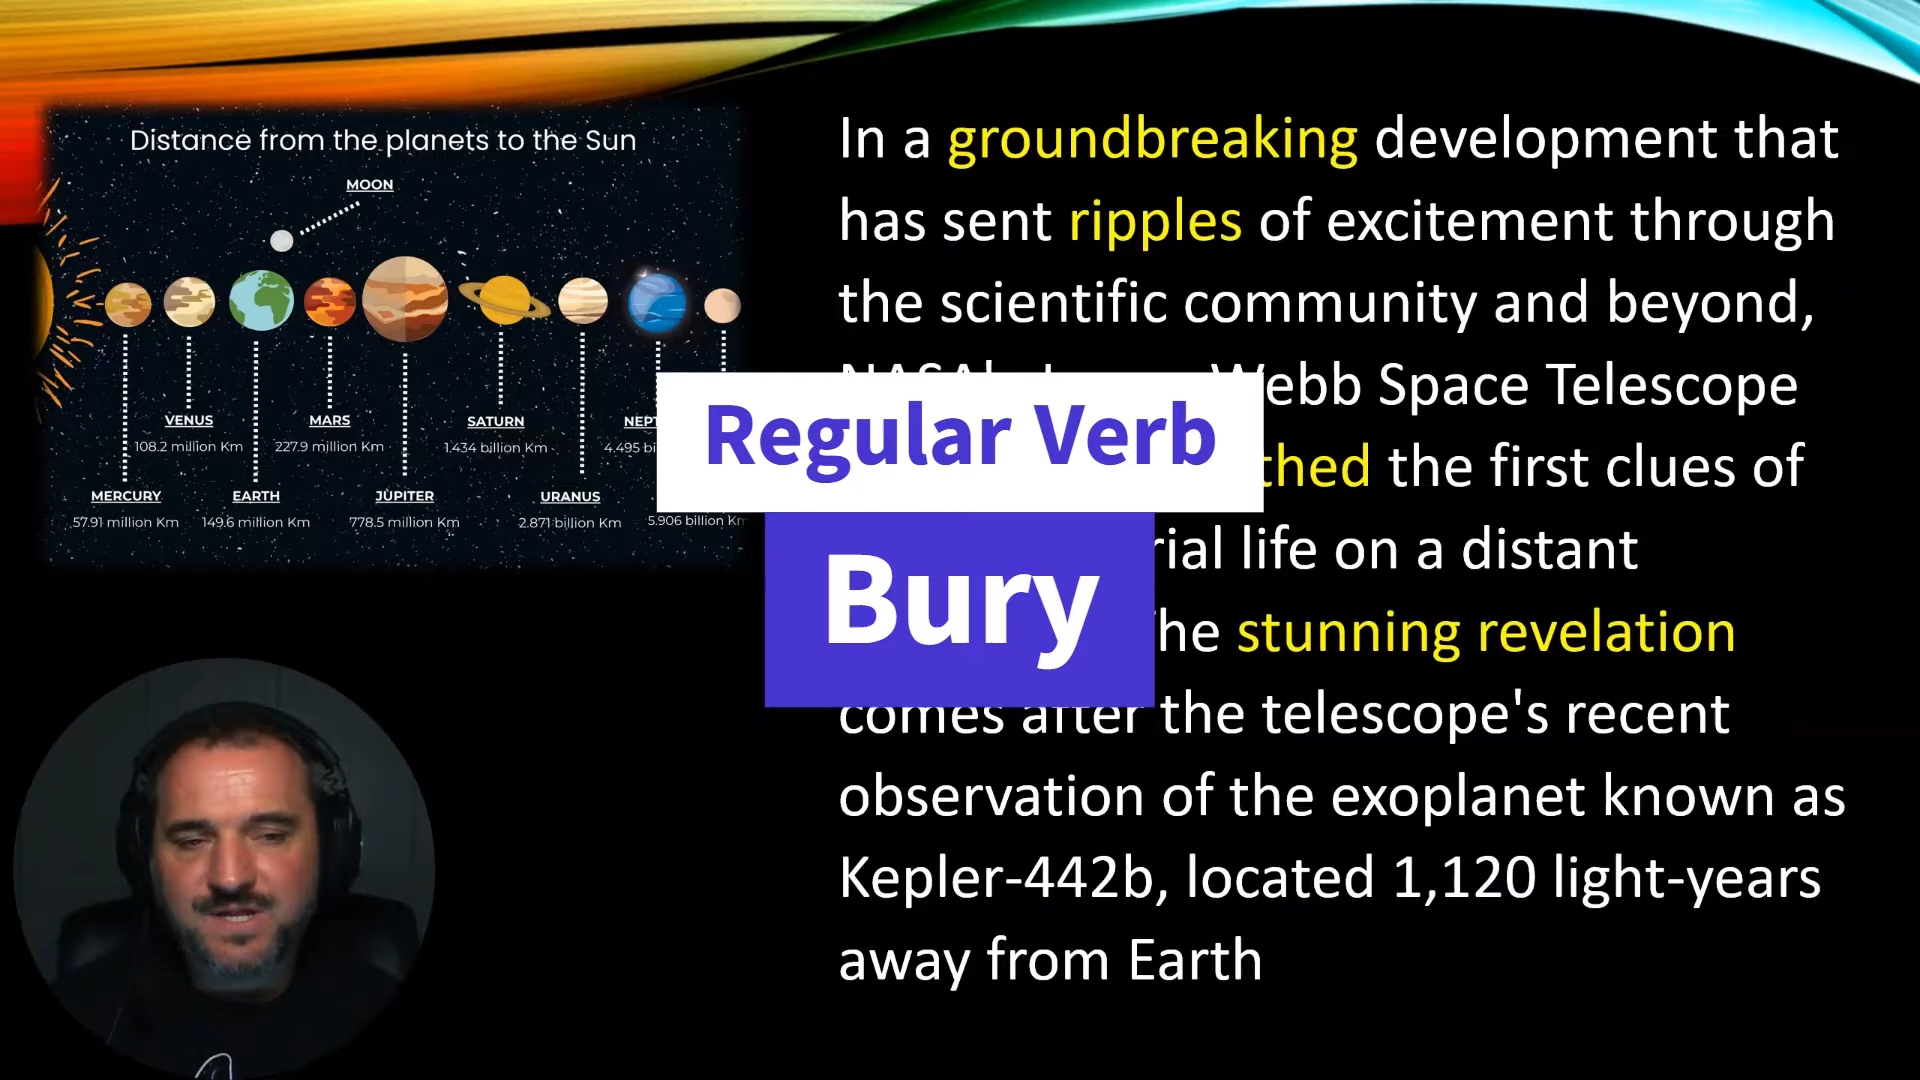 Distance from the planets to the Sun
MOON
VENUS
108.2 million Km
MARS
227.9 million Km
SATURN
1.434 billion Km
4.495
MERCURY
57.91 million Km
EARTH
149.6 million Km
JUPITER
778.5 million Km
URANUS
2.871 billion Km
5.906 billion Km
In a groundbreaking development that
has sent ripples of excitement through
the scientific community and beyond,
Space Telescope
the first clues of
life on a distant
stunning revelation
comes after the telescope's recent
observation of the exoplanet known as
Kepler-442b, located 1,120 light-years
away from Earth
Regular Verb
Bury